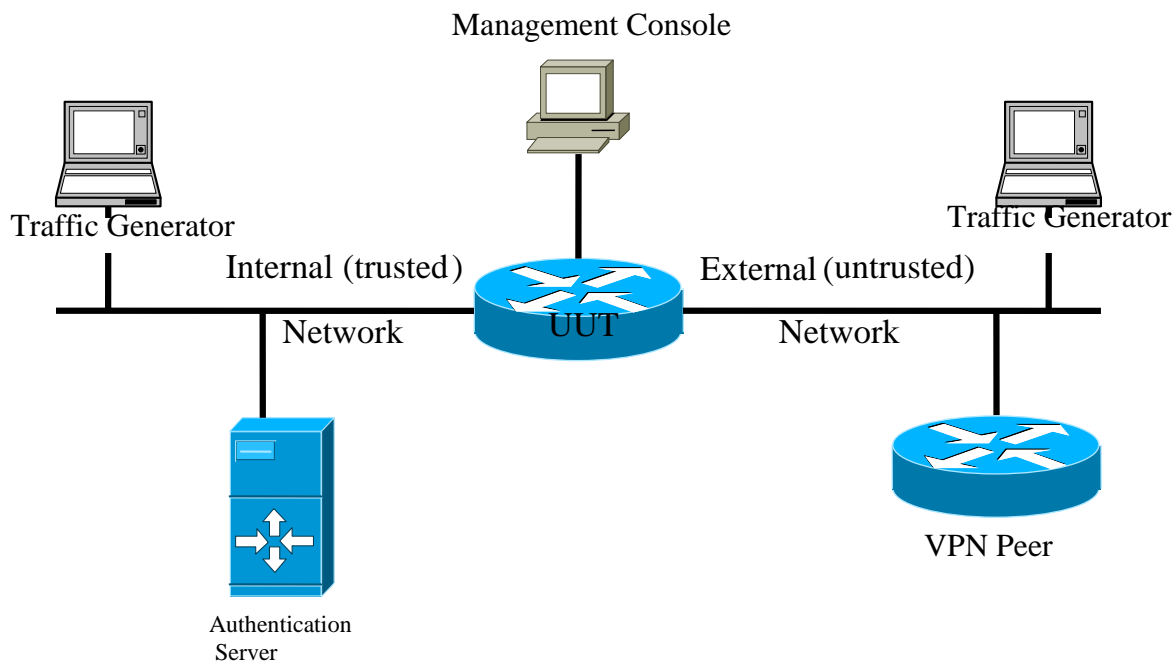 Management Console
Traffic Generator
Traffic Generator
Internal (trusted)
External (untrusted)
UUT
Network
Network
VPN Peer
Authentication
Server